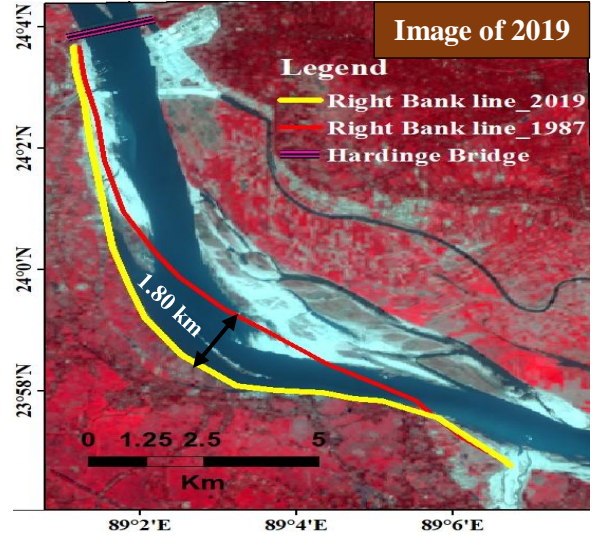 Image of 2019
Legend
Right Bank line_2019
Right Bank line_1987
Hardinge Bridge
24°4'N
24°2'N
24°0'N
23°58'N
1.80 km
0 1.25 2.5 5
Km
89°2'E 89°4'E 89°6'E